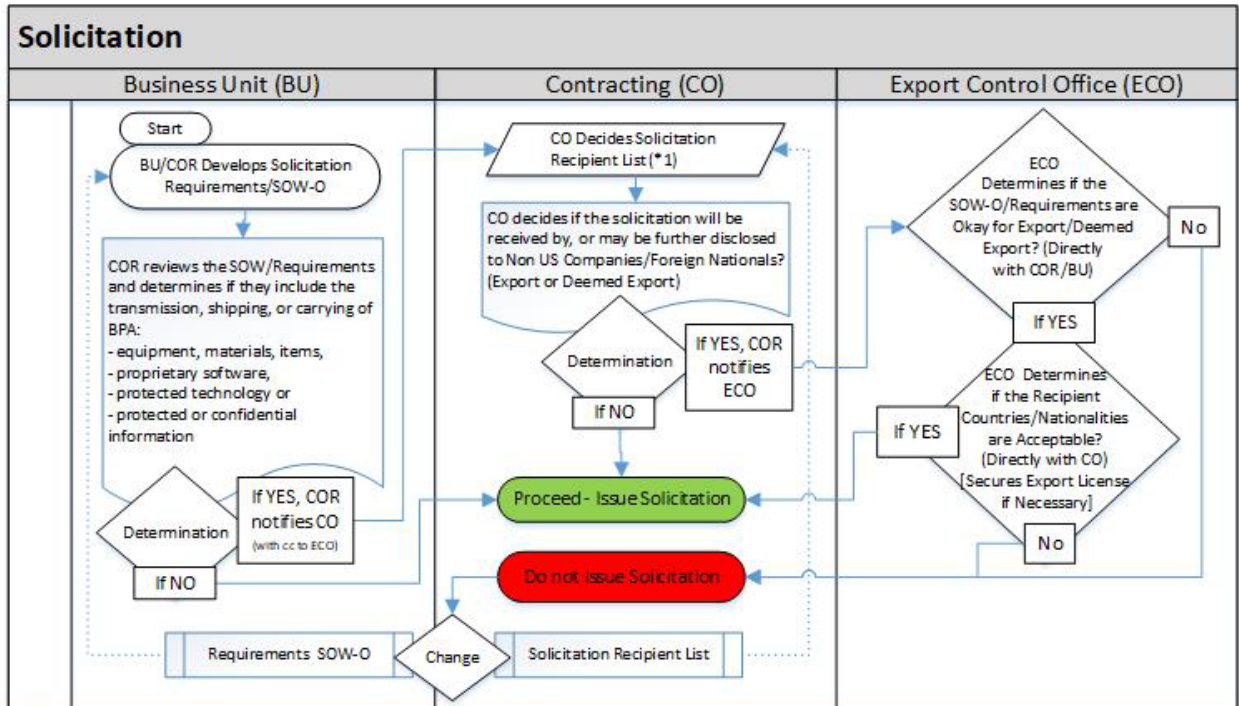 Solicitation
Business Unit (BU)
Contracting (CO)
Export Control Office (ECO)
Start
BU/COR Develops Solicitation
Requirements/SOW-O
COR reviews the SOW/Requirements
and determines if they include the
transmission, shipping, or carrying of
BPA:
- equipment, materials, items,
- proprietary software,
- protected technology or
- protected or confidential
information
Determination
If YES, COR
notifies CO
(with cc to ECO)
If NO
CO Decides Solicitation
Recipient List (*1)
CO decides if the solicitation will be
received by, or may be further disclosed
to Non US Companies/Foreign Nationals?
(Export or Deemed Export)
Determination
If YES, COR
notifies
ECO
If NO
Proceed - Issue Solicitation
Do not Issue Solicitation
Requirements SOW-O
Change
Solicitation Recipient List
ECO
Determines if the
SOW-O/Requirements are
Okay for Export/Deemed
Export? (Directly
with COR/BU)
No
If YES
ECO Determines
if the Recipient
Countries/Nationalities
are Acceptable?
(Directly with CO)
[Secures Export License
if Necessary]
If YES
No